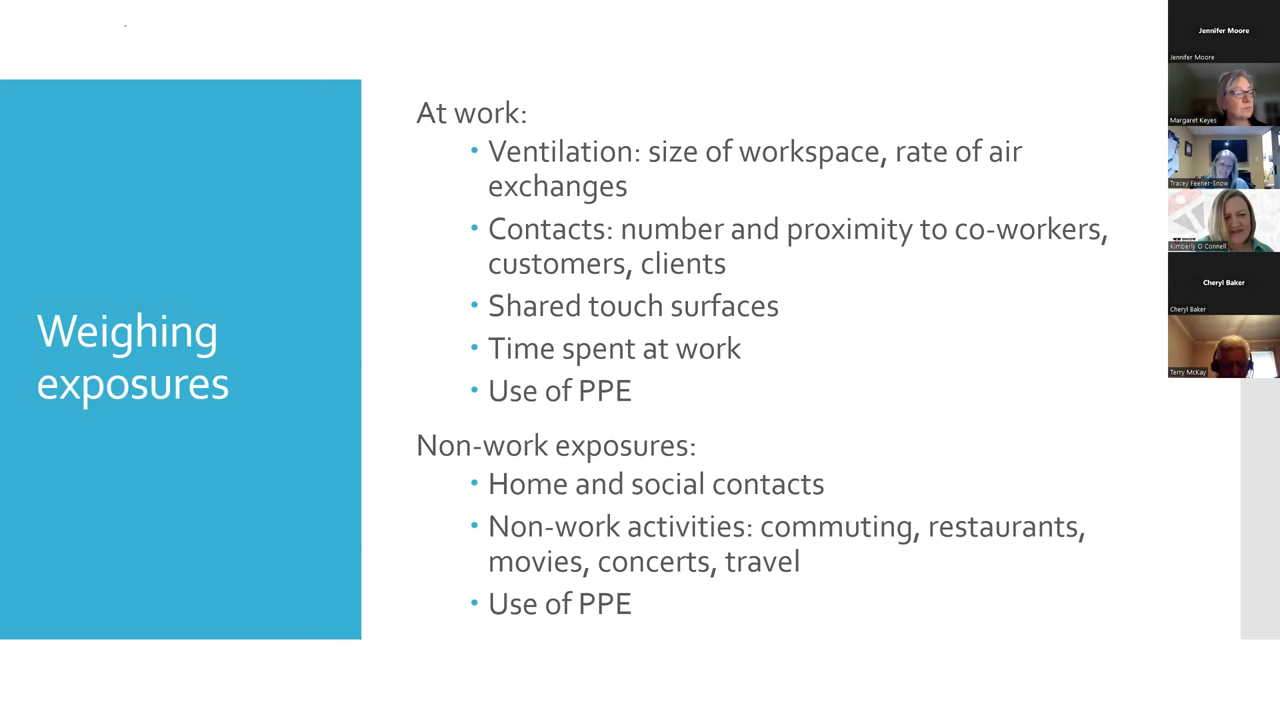 Weighing
exposures
At work:
• Ventilation: size of workspace, rate of air
exchanges
• Contacts: number and proximity to co-workers,
customers, clients
• Shared touch surfaces
• Time spent at work
• Use of PPE
Non-work exposures:
• Home and social contacts
• Non-work activities: commuting, restaurants,
movies, concerts, travel
• Use of PPE
Jennifer Moore
Jennifer Moore
Margaret Keyes
Tracey Feener-Snow
Kimberly O Connell
Cheryl Baker
Cheryl Baker
Terry McKay